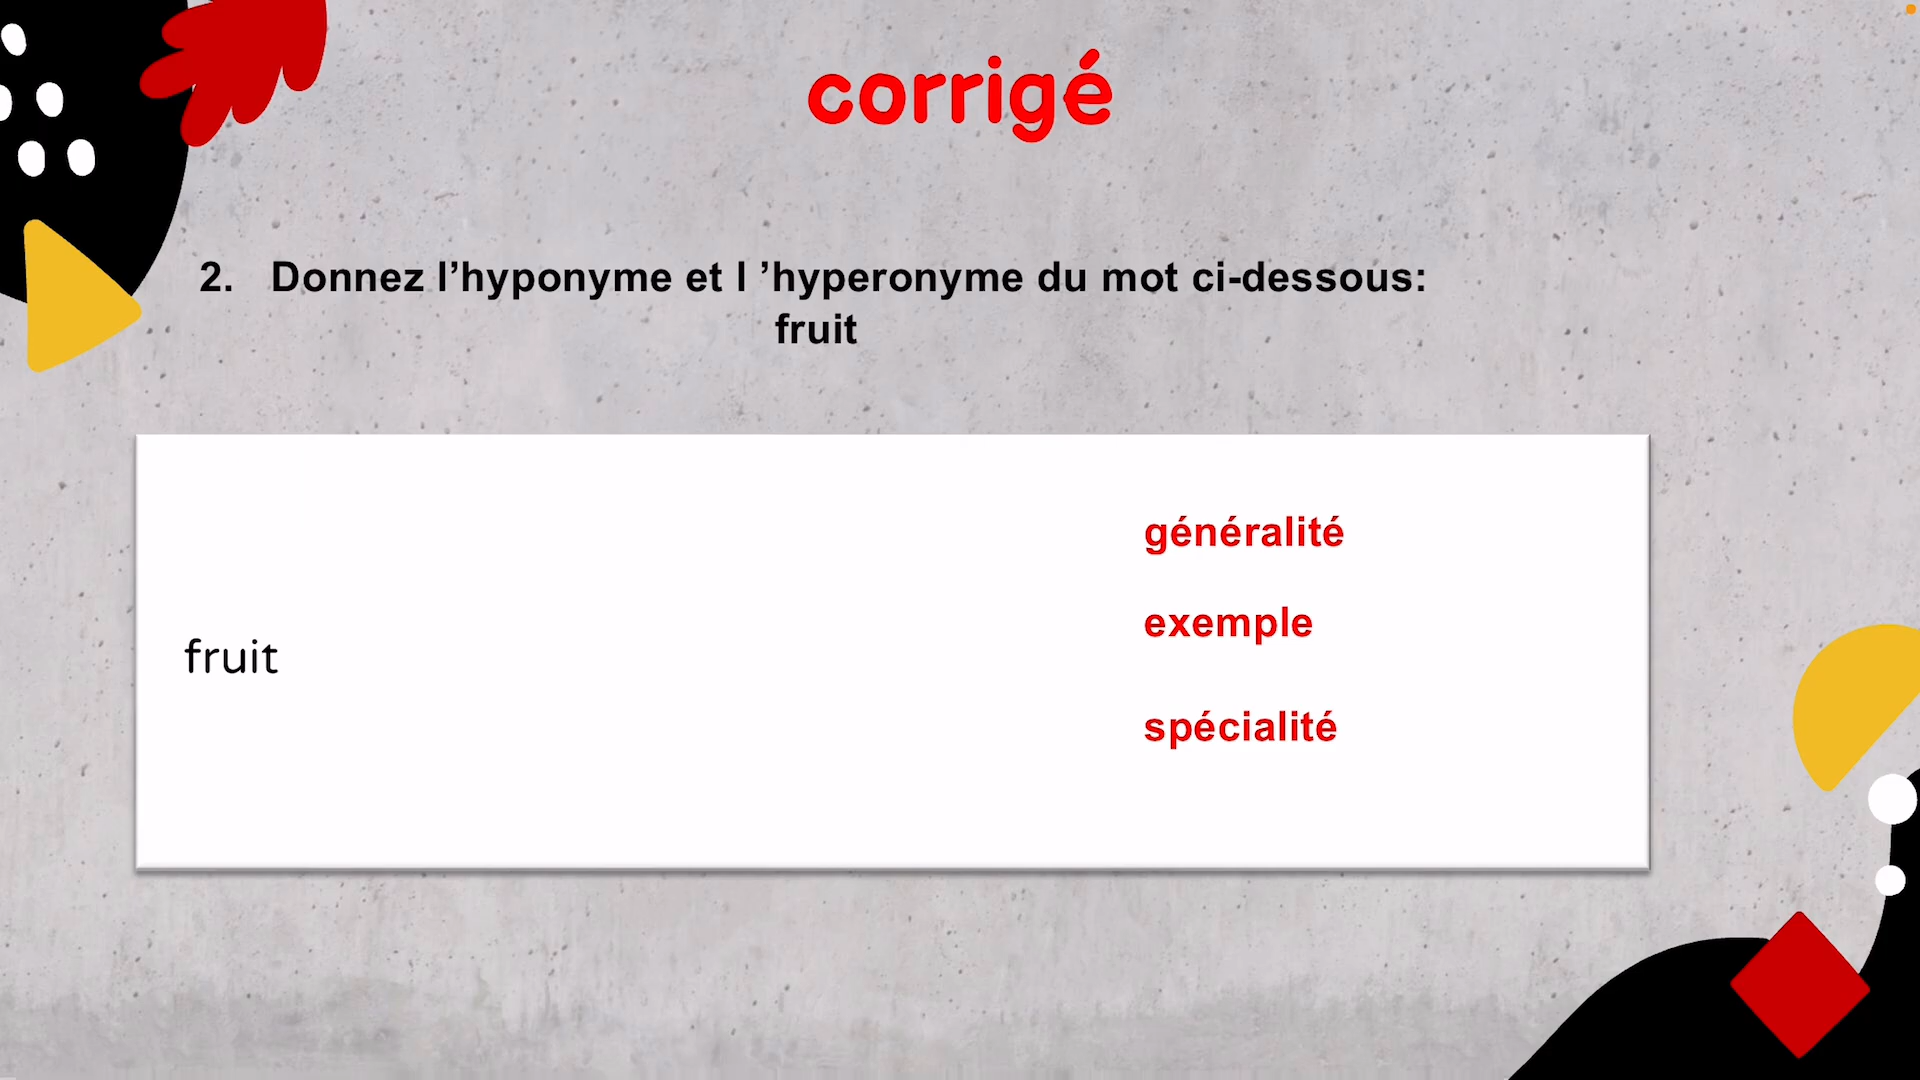 corrigé
2. Donnez l’hyponyme et l ’hyperonyme du mot ci-dessous:
fruit
généralité
exemple
fruit
spécialité